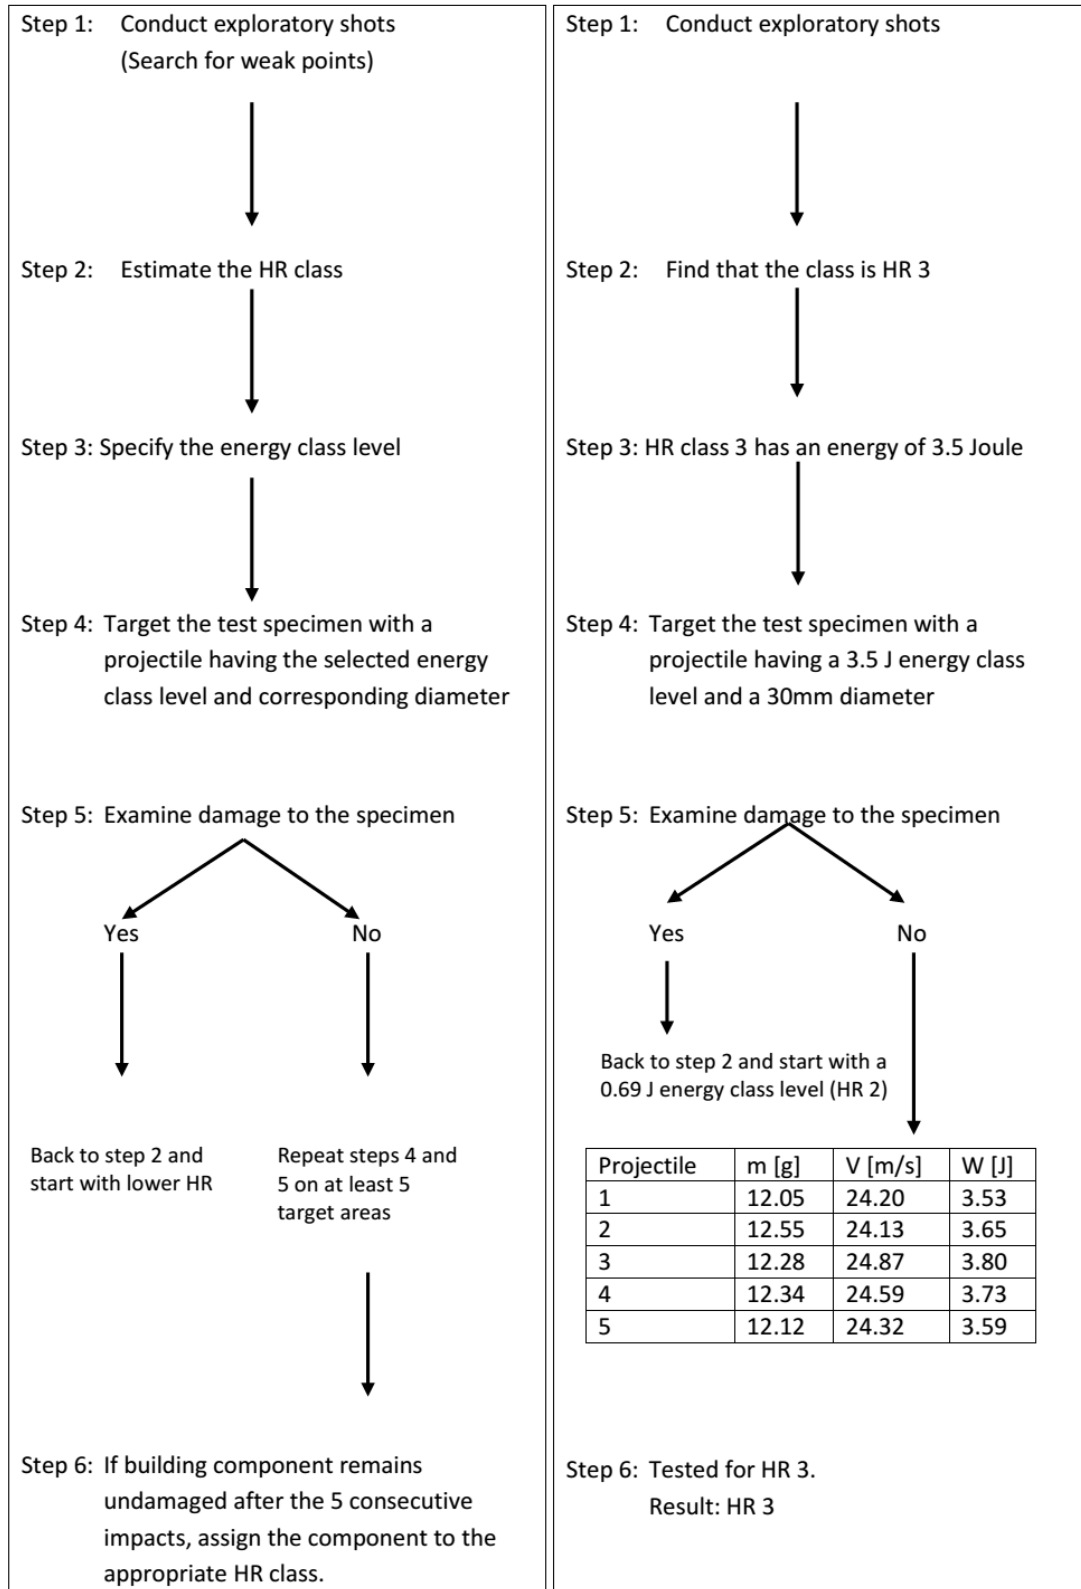 Step 1: Conduct exploratory shots
(Search for weak points)
Step 2: Estimate the HR class
Step 3: Specify the energy class level
Step 4: Target the test specimen with a
projectile having the selected energy
class level and corresponding diameter
Step 5: Examine damage to the specimen
Yes No
Back to step 2 and
start with lower HR
Repeat steps 4 and
5 on at least 5
target areas
Step 6: If building component remains
undamaged after the 5 consecutive
impacts, assign the component to the
appropriate HR class.
Step 1: Conduct exploratory shots
Step 2: Find that the class is HR 3
Step 3: HR class 3 has an energy of 3.5 Joule
Step 4: Target the test specimen with a
projectile having a 3.5 J energy class
level and a 30mm diameter
Step 5: Examine damage to the specimen
Yes No
Back to step 2 and start with a
0.69 J energy class level (HR 2)
Projectile m [g] V [m/s] W [J]
1 12.05 24.20 3.53
2 12.55 24.13 3.65
3 12.28 24.87 3.80
4 12.34 24.59 3.73
5 12.12 24.32 3.59
Step 6: Tested for HR 3.
Result: HR 3